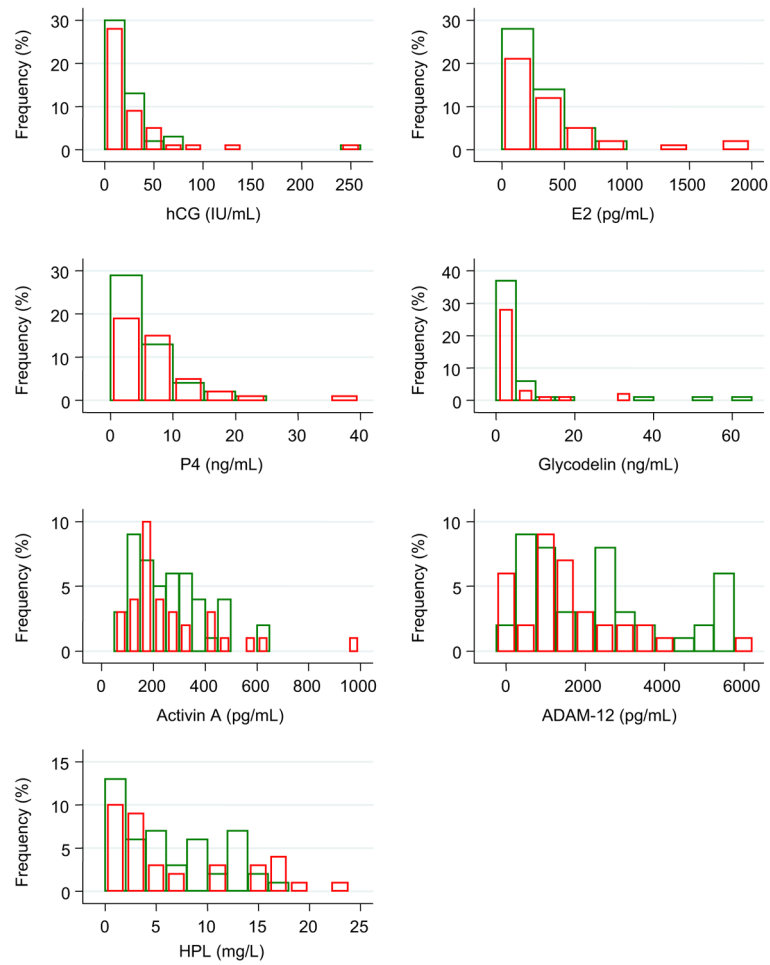 Frequency (%)
30
20
10
0
0 50 100 150 200 250
hCG (IU/mL)
Frequency (%)
30
20
10
0
0 500 1000 1500 2000
E2 (pg/mL)
Frequency (%)
30
20
10
0
0 10 20 30 40
P4 (ng/mL)
Frequency (%)
40
30
20
10
0
0 20 40 60
Glycodelin (ng/mL)
Frequency (%)
10
5
0
0 200 400 600 800 1000
Activin A (pg/mL)
Frequency (%)
10
5
0
0 2000 4000 6000
ADAM-12 (pg/mL)
Frequency (%)
15
10
5
0
0 5 10 15 20 25
HPL (mg/L)